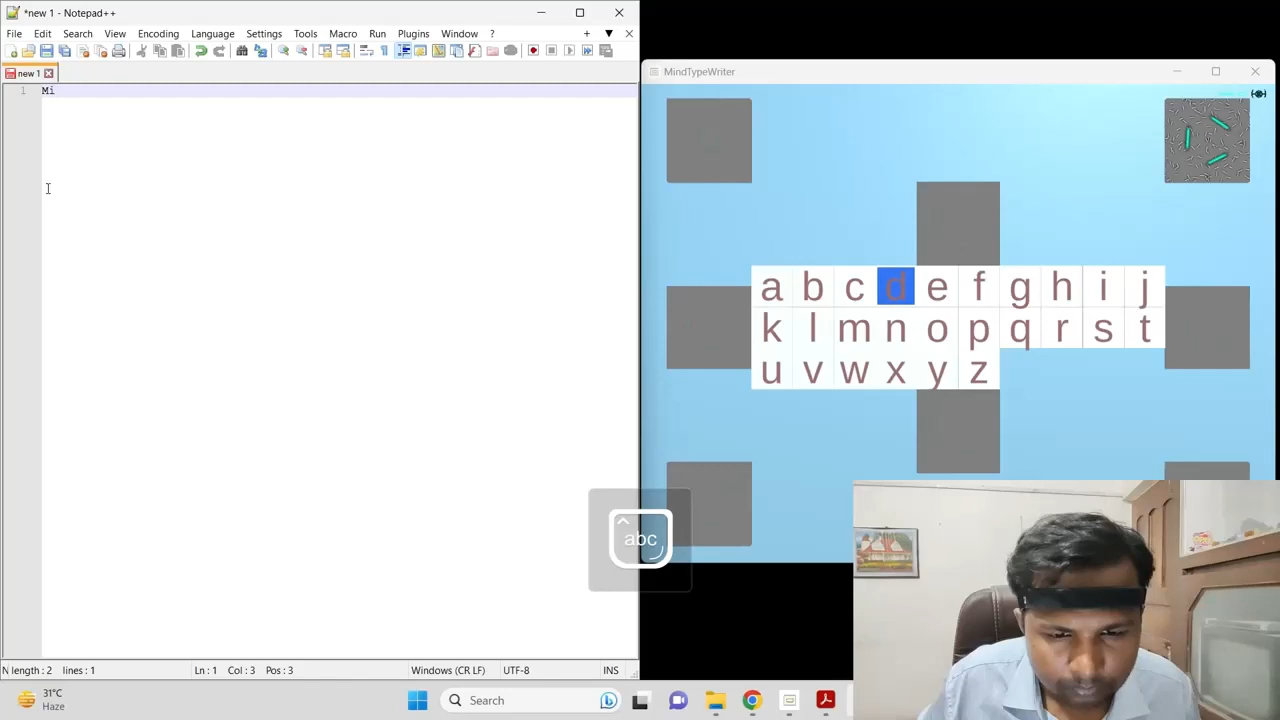 *new 1 - Notepad++
File Edit Search View Encoding Language Settings Tools Macro Run Plugins Window ?
new 1
1 Mi
MindTypeWriter
a b c d e f g h i j
k l m n o p q r s t
u v w x y z
abc
N length : 2 lines : 1 Ln : 1 Col : 3 Pos : 3 Windows (CR LF) UTF-8 INS
31°C
Haze
Search